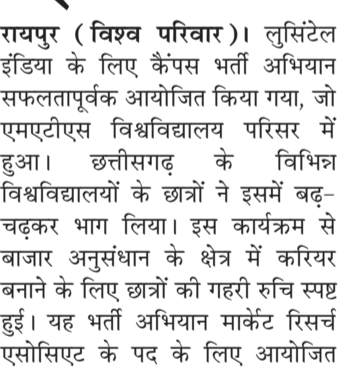 रायपुर (विश्व परिवार)। लुसिंटेल
इंडिया के लिए कैंपस भर्ती अभियान
सफलतापूर्वक आयोजित किया गया, जो
एमएटीएस विश्वविद्यालय परिसर में
हुआ। छत्तीसगढ़ के विभिन्न
विश्वविद्यालयों के छात्रों ने इसमें बढ़-
चढ़कर भाग लिया। इस कार्यक्रम से
बाजार अनुसंधान के क्षेत्र में करियर
बनाने के लिए छात्रों की गहरी रुचि स्पष्ट
हुई। यह भर्ती अभियान मार्केट रिसर्च
एसोसिएट के पद के लिए आयोजित